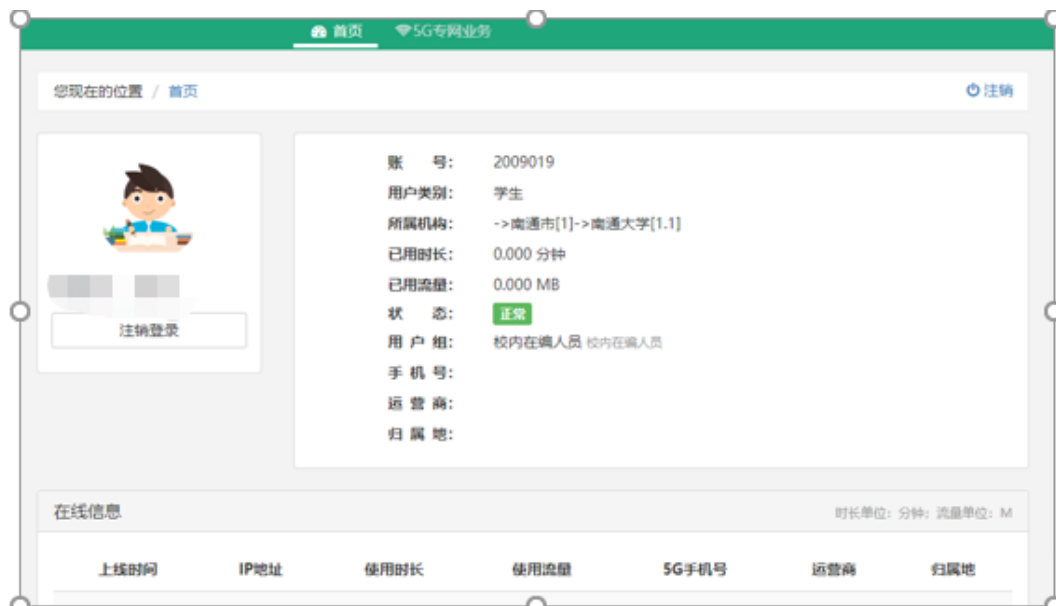 首页 5G专网业务
您现在的位置 / 首页 注销
账 号: 2009019
用户类别: 学生
所属机构: ->南通市[1]->南通大学[1.1]
已用时长: 0.000 分钟
已用流量: 0.000 MB
状 态: 正常
用 户 组: 校内在编人员 校内在编人员
手 机 号:
运 营 商:
归 属 地:
注销登录
在线信息 时长单位: 分钟; 流量单位: M
上线时间 IP地址 使用时长 使用流量 5G手机号 运营商 归属地